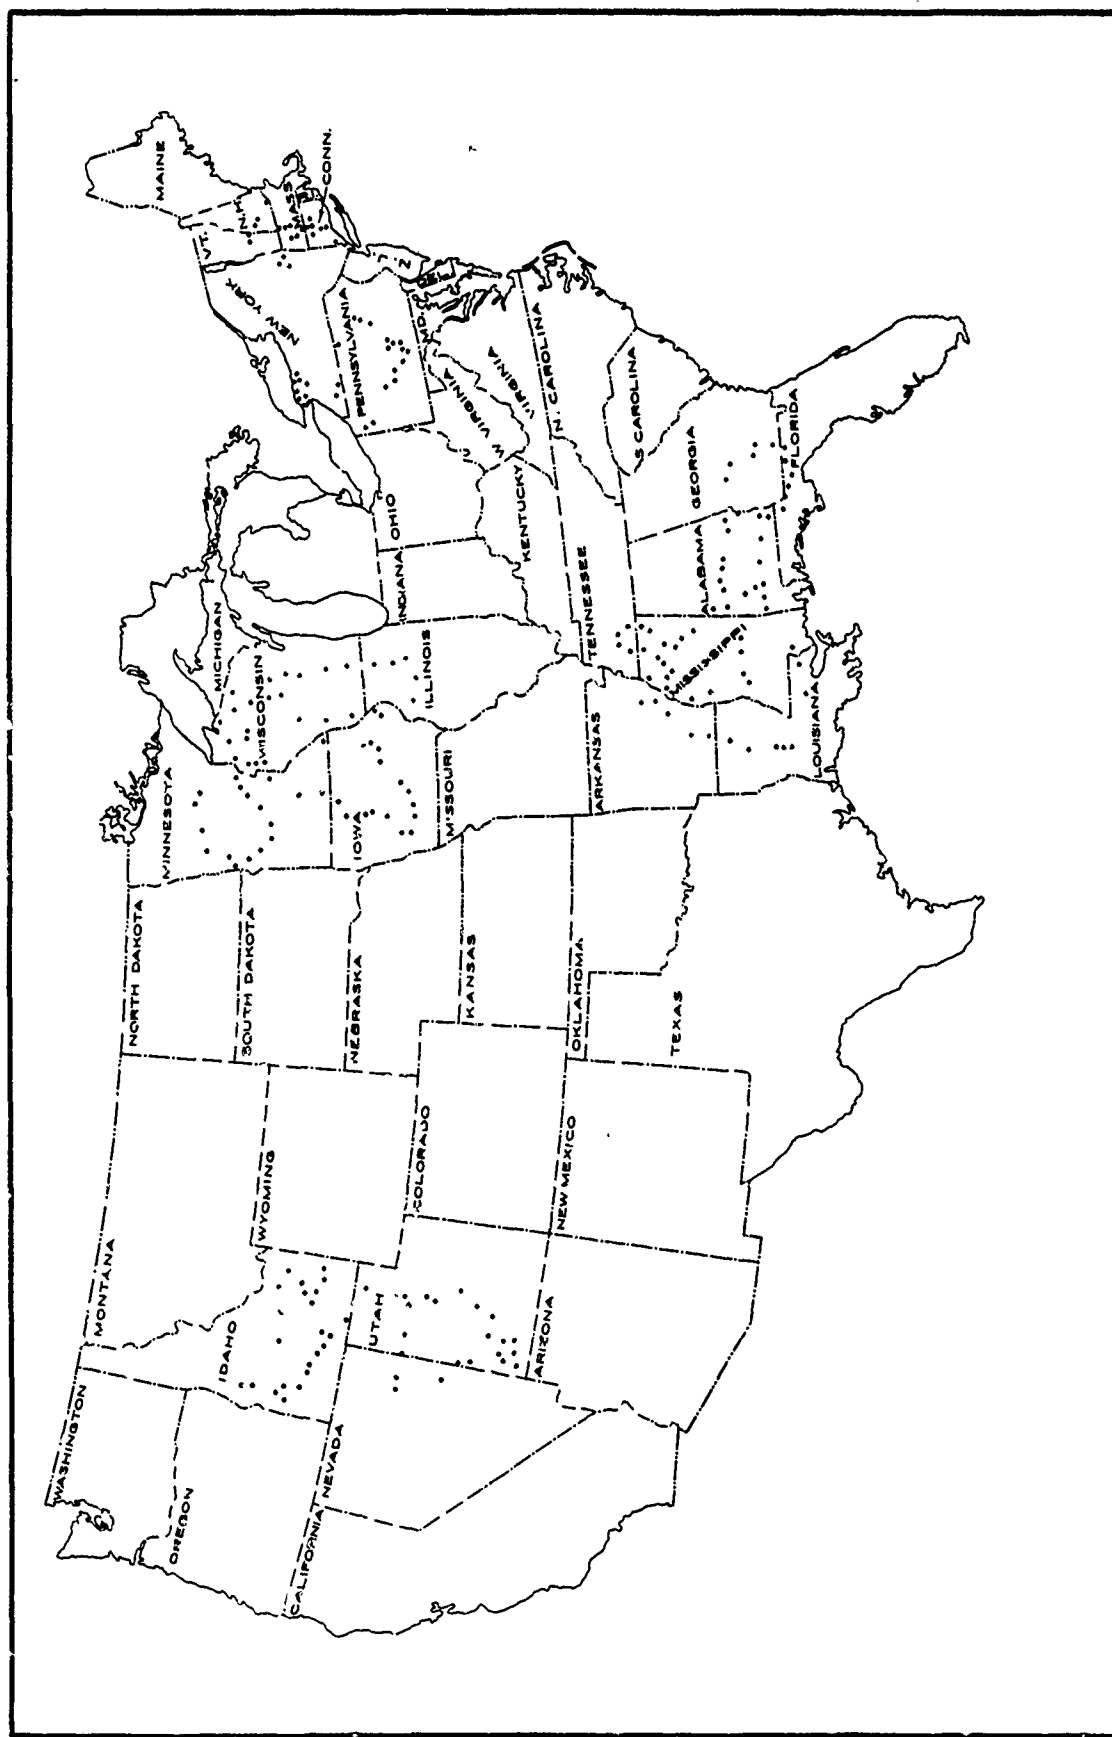 WASHINGTON
OREGON
CALIFORNIA
NEVADA
IDAHO
MONTANA
WYOMING
UTAH
ARIZONA
COLORADO
NEW MEXICO
NORTH DAKOTA
SOUTH DAKOTA
NEBRASKA
KANSAS
OKLAHOMA
TEXAS
MINNESOTA
IOWA
MISSOURI
ARKANSAS
LOUISIANA
WISCONSIN
MICHIGAN
ILLINOIS
INDIANA
OHIO
KENTUCKY
TENNESSEE
MISSISSIPPI
ALABAMA
GEORGIA
FLORIDA
S CAROLINA
N. CAROLINA
VIRGINIA
W VIRGINIA
MD.
DEL
PENNSYLVANIA
N. J.
NEW YORK
VT.
N.H.
MAINE
MASS
CONN.